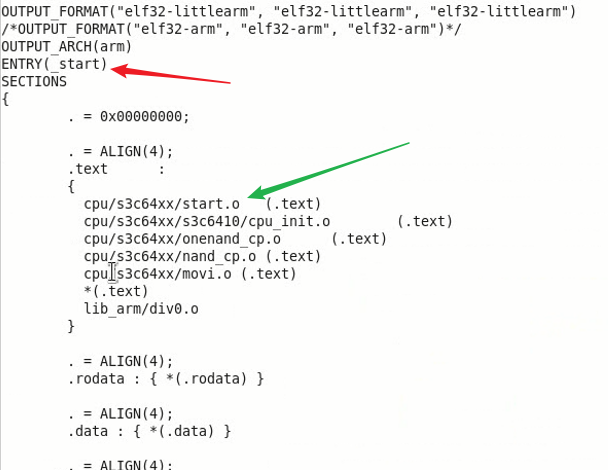 OUTPUT_FORMAT("elf32-littlearm", "elf32-littlearm", "elf32-littlearm")
/*OUTPUT_FORMAT("elf32-arm", "elf32-arm", "elf32-arm")*/
OUTPUT_ARCH(arm)
ENTRY(_start)
SECTIONS
{
. = 0x00000000;
. = ALIGN(4);
.text :
{
cpu/s3c64xx/start.o (.text)
cpu/s3c64xx/s3c6410/cpu_init.o (.text)
cpu/s3c64xx/onenand_cp.o (.text)
cpu/s3c64xx/nand_cp.o (.text)
cpu/s3c64xx/movi.o (.text)
*(.text)
lib_arm/div0.o
}
. = ALIGN(4);
.rodata : { *(.rodata) }
. = ALIGN(4);
.data : { *(.data) }
. = ALIGN(4);